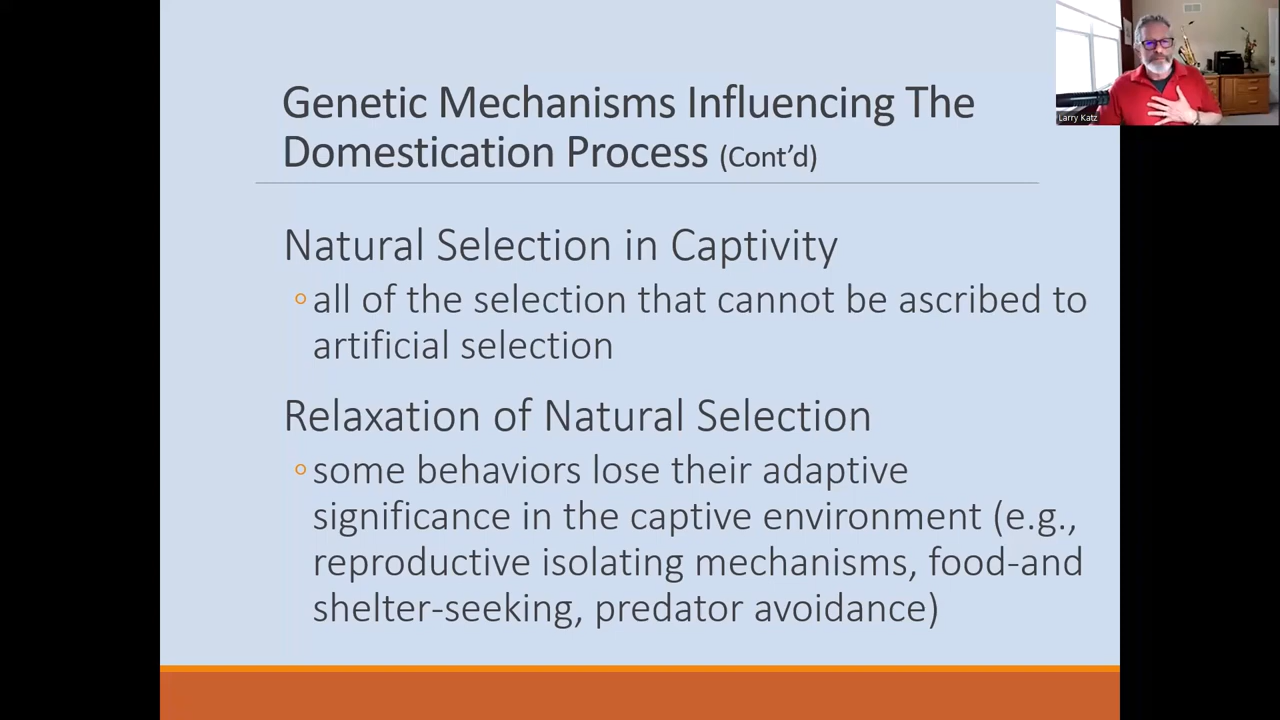 Genetic Mechanisms Influencing The
Domestication Process (Cont'd)
Natural Selection in Captivity
◦all of the selection that cannot be ascribed to
artificial selection
Relaxation of Natural Selection
◦some behaviors lose their adaptive
significance in the captive environment (e.g.,
reproductive isolating mechanisms, food-and
shelter-seeking, predator avoidance)
Larry Katz